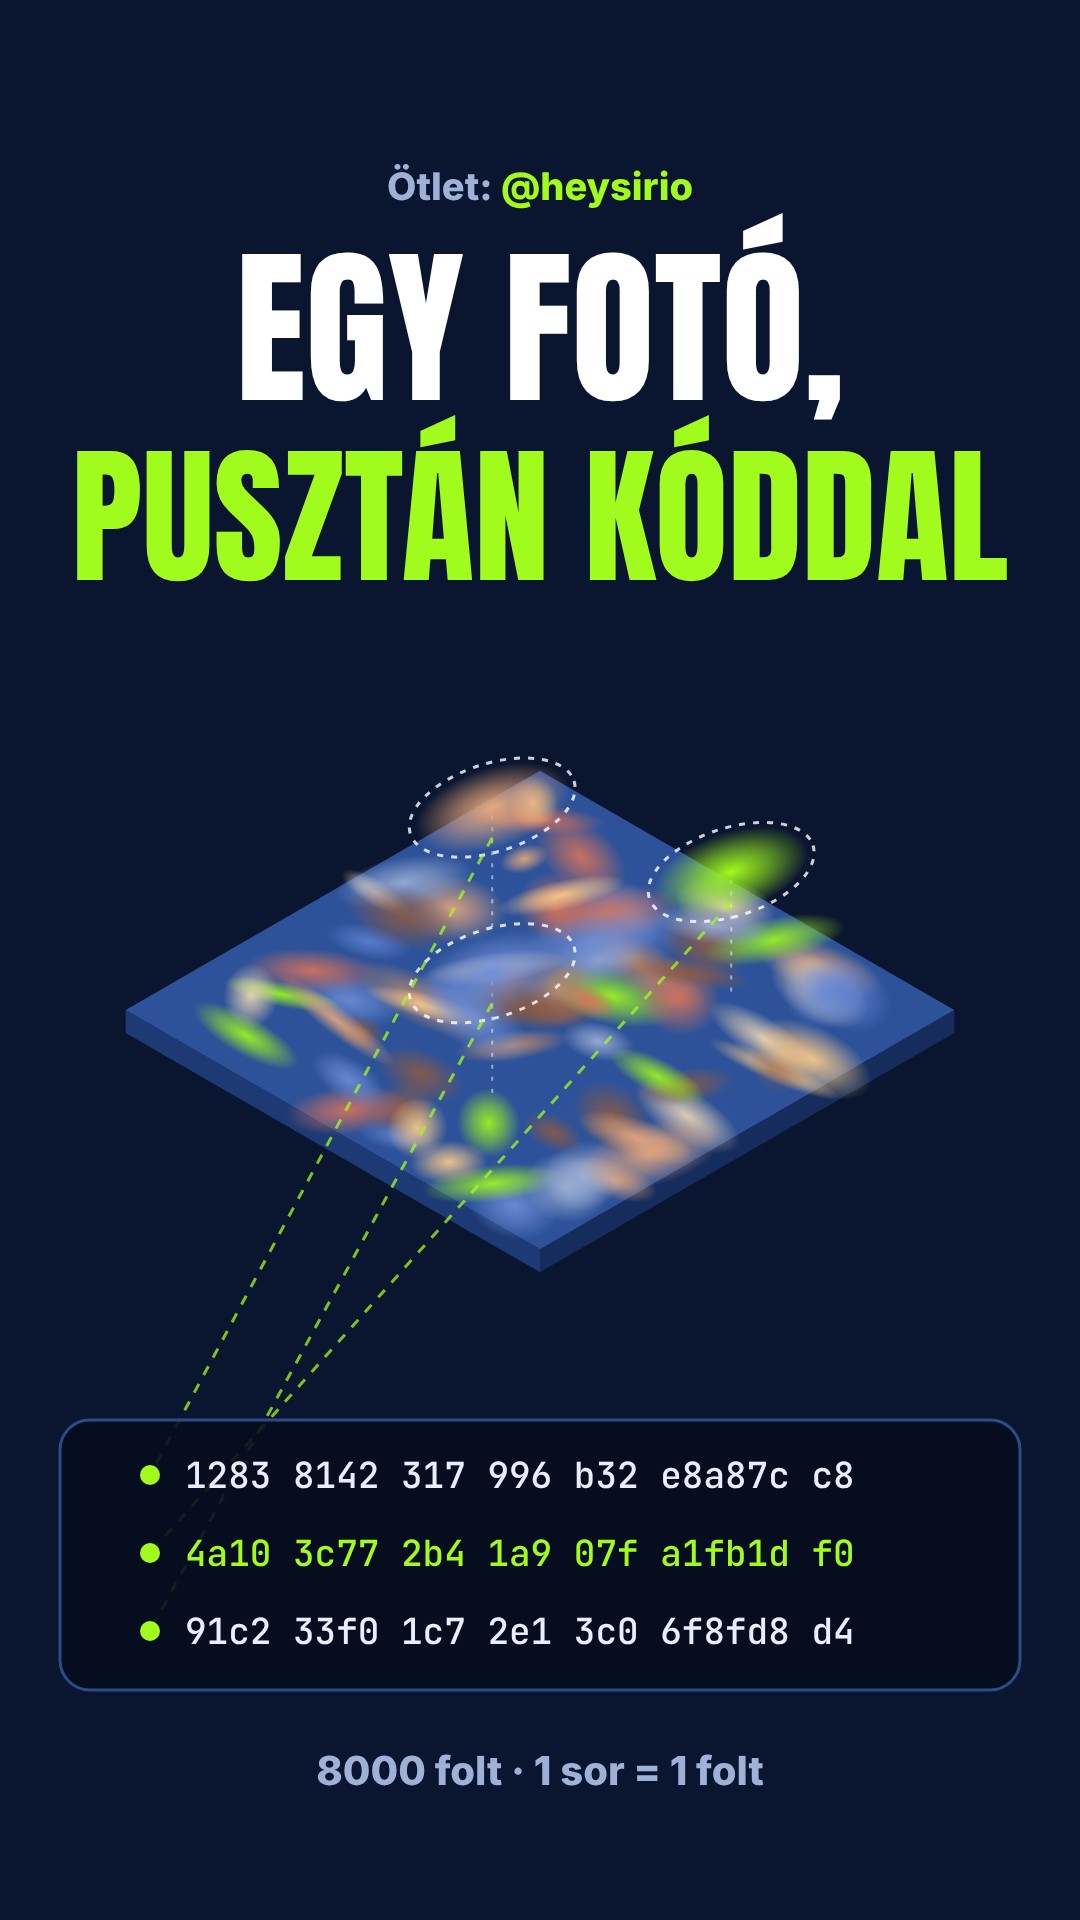 Ötlet: @heysirio
EGY FOTÓ,
PUSZTÁN KÓDDAL
1283 8142 317 996 b32 e8a87c c8
4a10 3c77 2b4 1a9 07f a1fb1d f0
91c2 33f0 1c7 2e1 3c0 6f8fd8 d4
8000 folt · 1 sor = 1 folt